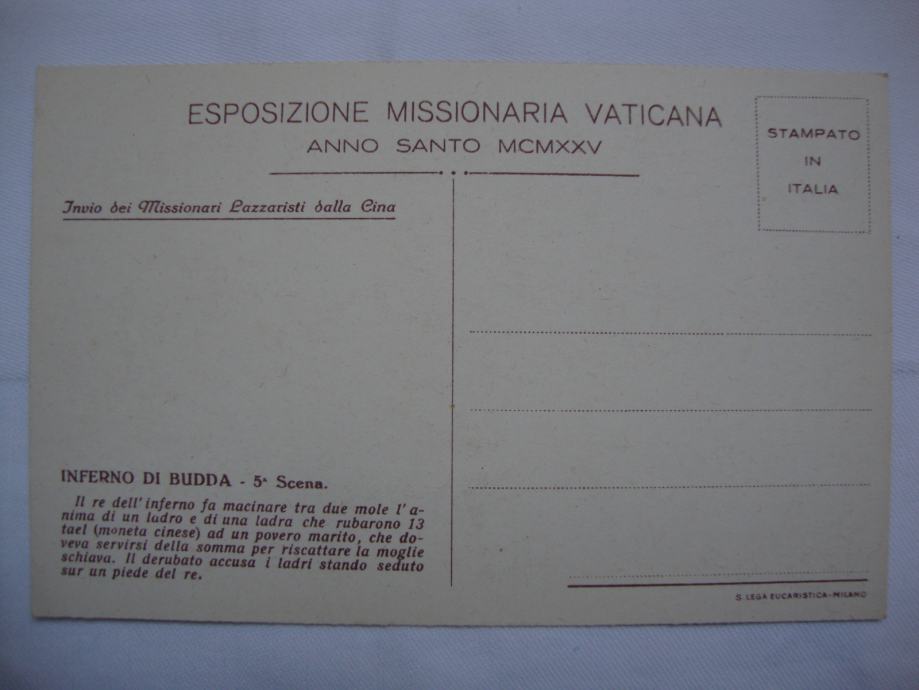 ESPOSIZIONE MISSIONARIA VATICANA
ANNO SANTO MCMXXV
STAMPATO
IN
ITALIA
Invio dei Missionari Lazzaristi dalla Cina
INFERNO DI BUDDA - 5ª Scena.
Il re dell'inferno fa macinare tra due mole l'a-
nima di un ladro e di una ladra che rubarono 13
tael (moneta cinese) ad un povero marito, che do-
veva servirsi della somma per riscattare la moglie
schiava. Il derubato accusa i ladri stando seduto
sur un piede del re.
S. LEGA EUCARISTICA-MILANO